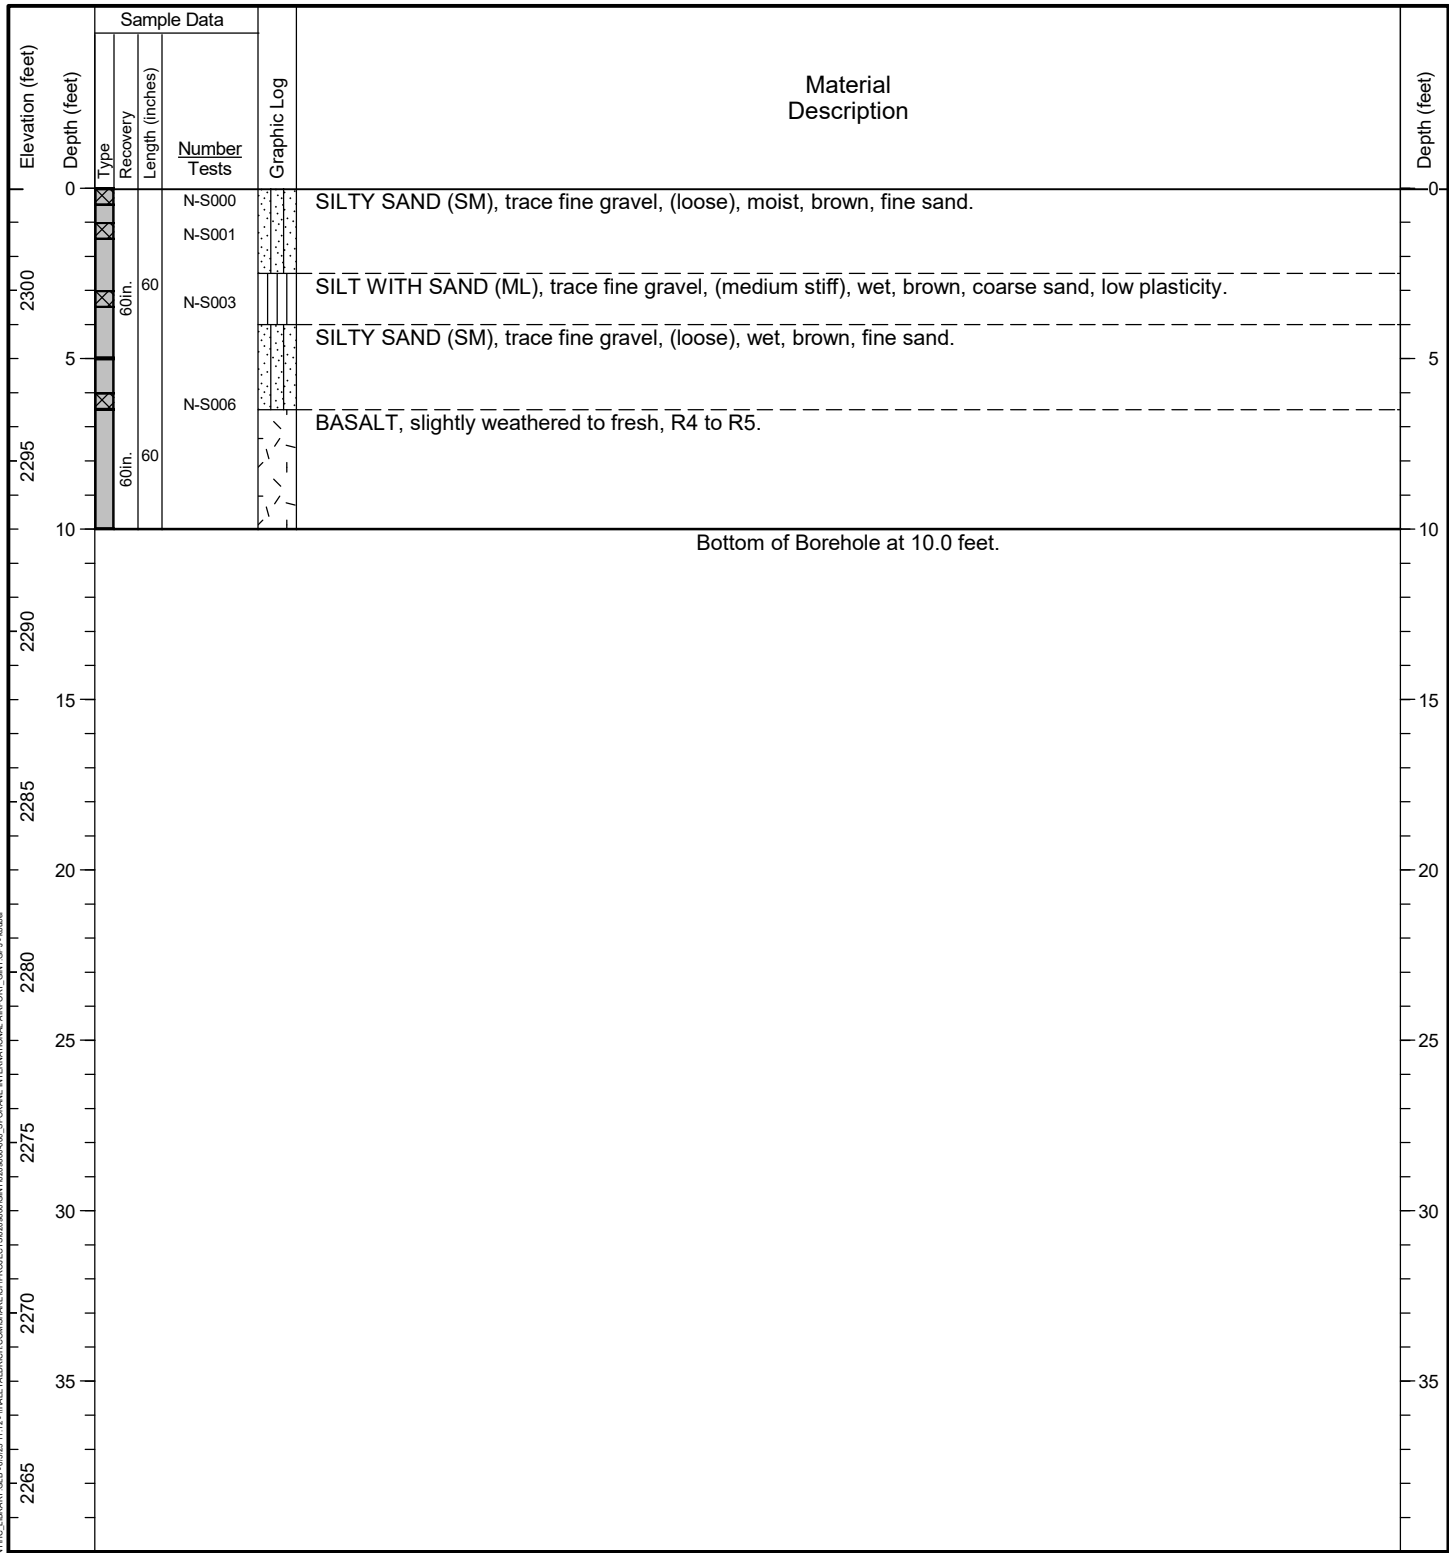 Sample Data
Elevation (feet)
Depth (feet)
Type
Recovery
Length (inches)
Number
Tests
Graphic Log
Material
Description
Depth (feet)
0
N-S000
SILTY SAND (SM), trace fine gravel, (loose), moist, brown, fine sand.
0
N-S001
2300
60in.
60
SILT WITH SAND (ML), trace fine gravel, (medium stiff), wet, brown, coarse sand, low plasticity.
N-S003
SILTY SAND (SM), trace fine gravel, (loose), wet, brown, fine sand.
5
5
N-S006
BASALT, slightly weathered to fresh, R4 to R5.
2295
60in.
60
10
10
Bottom of Borehole at 10.0 feet.
2290
15
15
2285
20
20
2280
25
25
2275
30
30
2270
35
35
2265